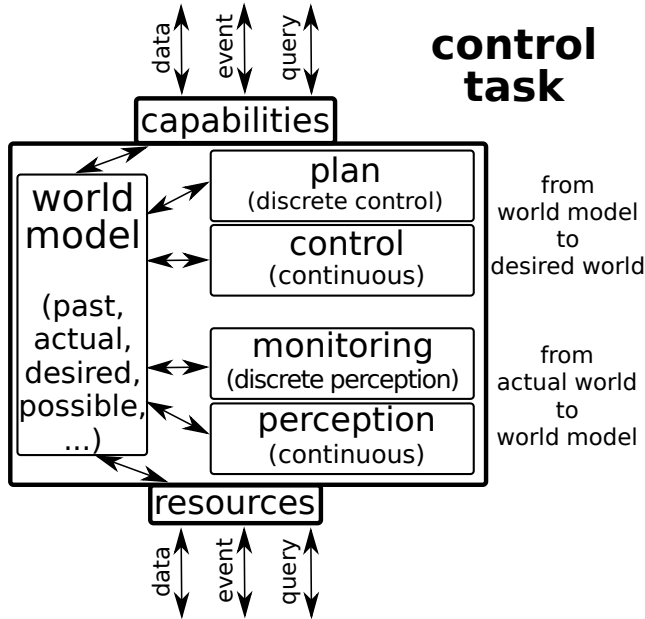 data
event
query
control
task
capabilities
world
model
(past,
actual,
desired,
possible,
...)
plan
(discrete control)
control
(continuous)
from
world model
to
desired world
monitoring
(discrete perception)
perception
(continuous)
from
actual world
to
world model
resources
data
event
query